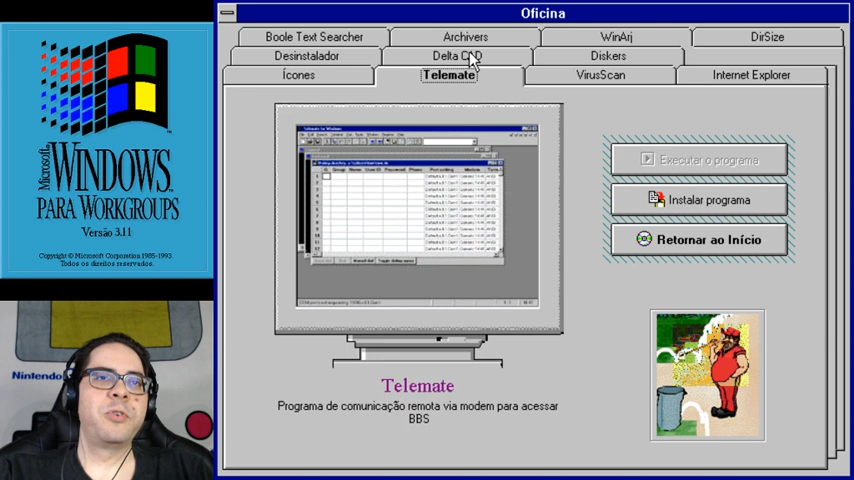 Microsoft®
WINDOWS™
PARA WORKGROUPS
Versão 3.11
Copyright © Microsoft Corporation 1985-1993.
Todos os direitos reservados.
Nintendo
Oficina
Boole Text Searcher
Archivers
WinArj
DirSize
Desinstalador
Delta CAD
Diskers
Ícones
Telemate
VirusScan
Internet Explorer
Executar o programa
Instalar programa
Retornar ao Início
Telemate
Programa de comunicação remota via modem para acessar
BBS